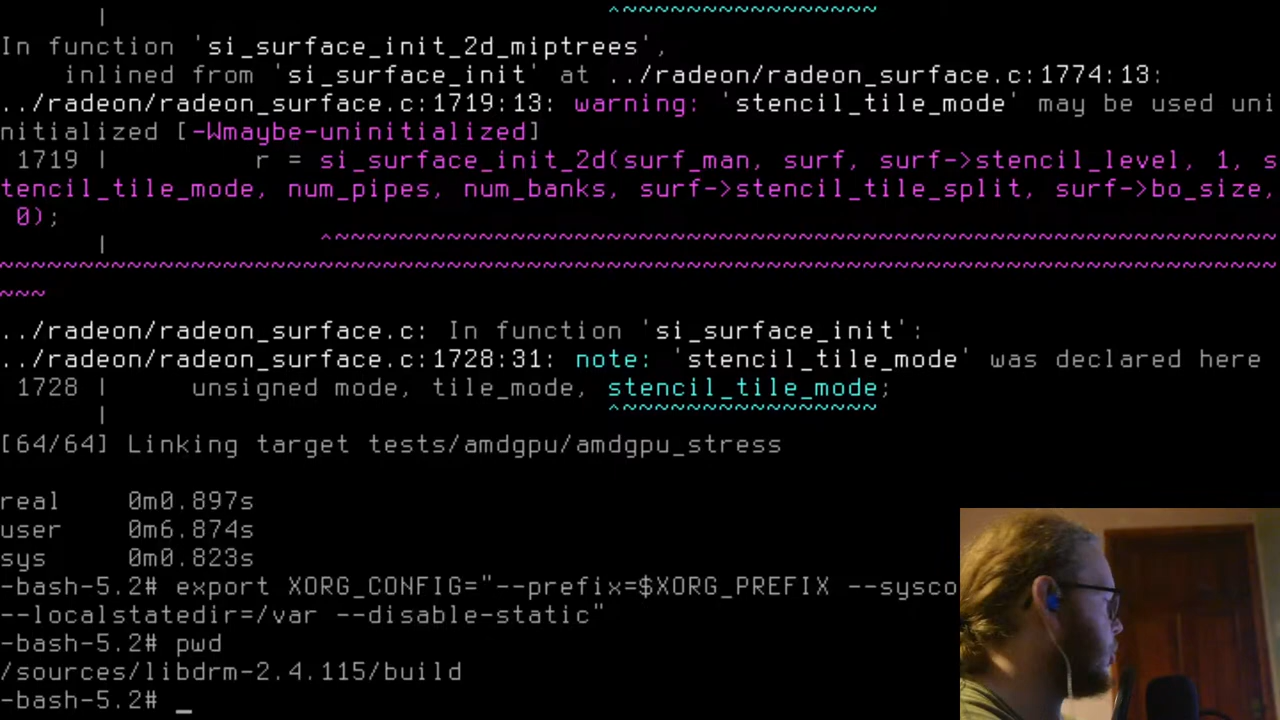 |
^~~~~~~~~~~~~~~~~
In function 'si_surface_init_2d_miptrees',
inlined from 'si_surface_init' at ../radeon/radeon_surface.c:1774:13:
../radeon/radeon_surface.c:1719:13: warning: 'stencil_tile_mode' may be used uni
nitialized [-Wmaybe-uninitialized]
1719 |         r = si_surface_init_2d(surf_man, surf, surf->stencil_level, 1, s
tencil_tile_mode, num_pipes, num_banks, surf->stencil_tile_split, surf->bo_size,
0);
|             ^~~~~~~~~~~~~~~~~~~~~~~~~~~~~~~~~~~~~~~~~~~~~~~~~~~~~~~~~~~~
~~~~~~~~~~~~~~~~~~~~~~~~~~~~~~~~~~~~~~~~~~~~~~~~~~~~~~~~~~~~~~~~~~~~~~~~~~~~~~~~
~~~
../radeon/radeon_surface.c: In function 'si_surface_init':
../radeon/radeon_surface.c:1728:31: note: 'stencil_tile_mode' was declared here
1728 |     unsigned mode, tile_mode, stencil_tile_mode;
|                               ^~~~~~~~~~~~~~~~~
[64/64] Linking target tests/amdgpu/amdgpu_stress
real    0m0.897s
user    0m6.874s
sys     0m0.823s
-bash-5.2# export XORG_CONFIG="--prefix=$XORG_PREFIX --sysco
--localstatedir=/var --disable-static"
-bash-5.2# pwd
/sources/libdrm-2.4.115/build
-bash-5.2# _